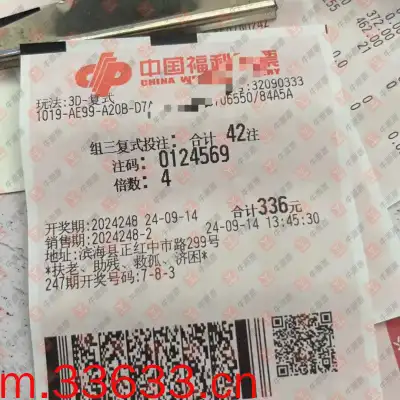 中国福利彩票
CHINA WELFARE LOTTERY
玩法:3D-复式
:32090333
1019-AE99-A20B-D7
06550/84A5A
组三复式投注: 合计 42注
注码: 0124569
倍数: 4
开奖期:2024248 24-09-14 合计336元
销售期:2024248-2 24-09-14 13:45:30
地址:滨海县正红中市路299号
*扶老、助残、救孤、济困*
247期开奖号码:7-8-3
m.33633.cn